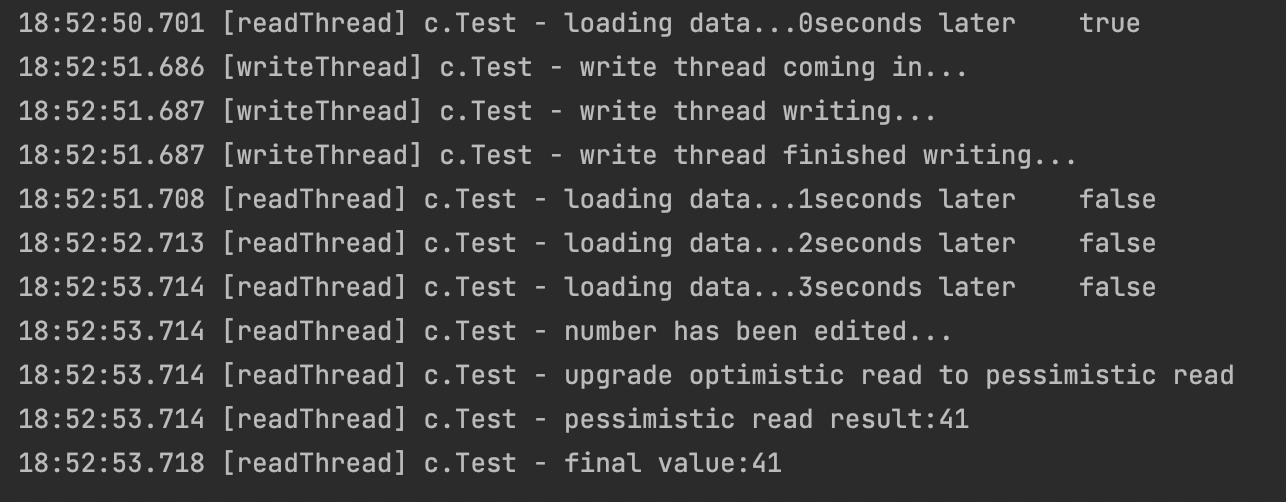 18:52:50.701 [readThread] c.Test - loading data...0seconds later    true
18:52:51.686 [writeThread] c.Test - write thread coming in...
18:52:51.687 [writeThread] c.Test - write thread writing...
18:52:51.687 [writeThread] c.Test - write thread finished writing...
18:52:51.708 [readThread] c.Test - loading data...1seconds later    false
18:52:52.713 [readThread] c.Test - loading data...2seconds later    false
18:52:53.714 [readThread] c.Test - loading data...3seconds later    false
18:52:53.714 [readThread] c.Test - number has been edited...
18:52:53.714 [readThread] c.Test - upgrade optimistic read to pessimistic read
18:52:53.714 [readThread] c.Test - pessimistic read result:41
18:52:53.718 [readThread] c.Test - final value:41